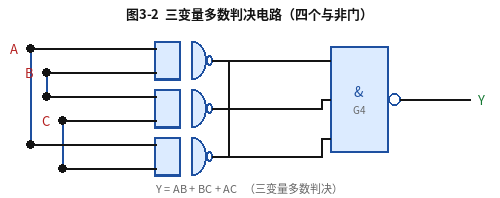 图3-2 三变量多数判决电路（四个与非门）
A
B
C
&
G4
Y
Y = AB + BC + AC （三变量多数判决）